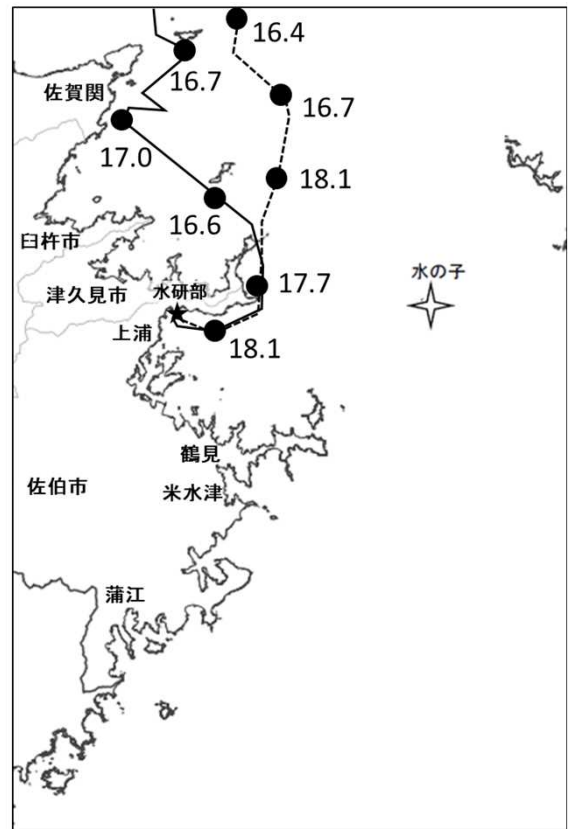 16.4
16.7
佐賀関
16.7
17.0
18.1
16.6
臼杵市
水の子
津久見市
水研部
17.7
上浦
18.1
鶴見
佐伯市
米水津
蒲江